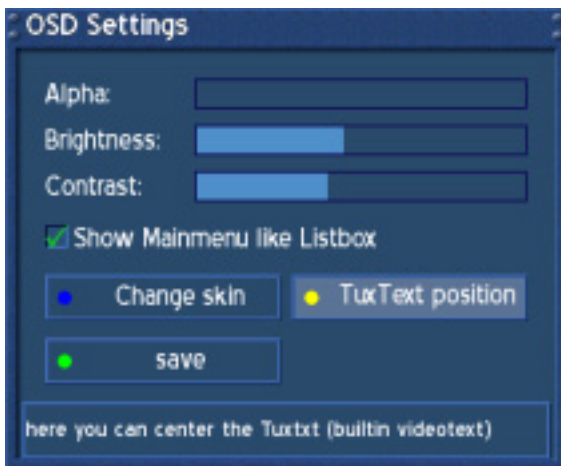 OSD Settings
Alpha:
Brightness:
Contrast:
Show Mainmenu like Listbox
Change skin
TuxText position
save
here you can center the Tuxtxt (builtin videotext)